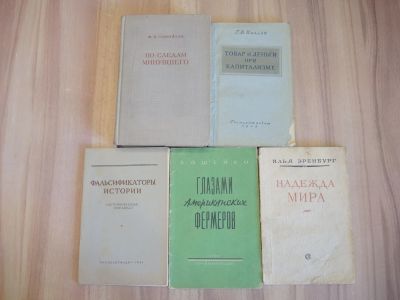 ПО СЛЕДАМ
МИНУВШЕГО
ТОВАР И ДЕНЬГИ
ПРИ
КАПИТАЛИЗМЕ
ФАЛЬСИФИКАТОРЫ
ИСТОРИИ
ГЛАЗАМИ
Американских
ФЕРМЕРОВ
ИЛЬЯ ЭРЕНБУРГ
НАДЕЖДА
МИРА